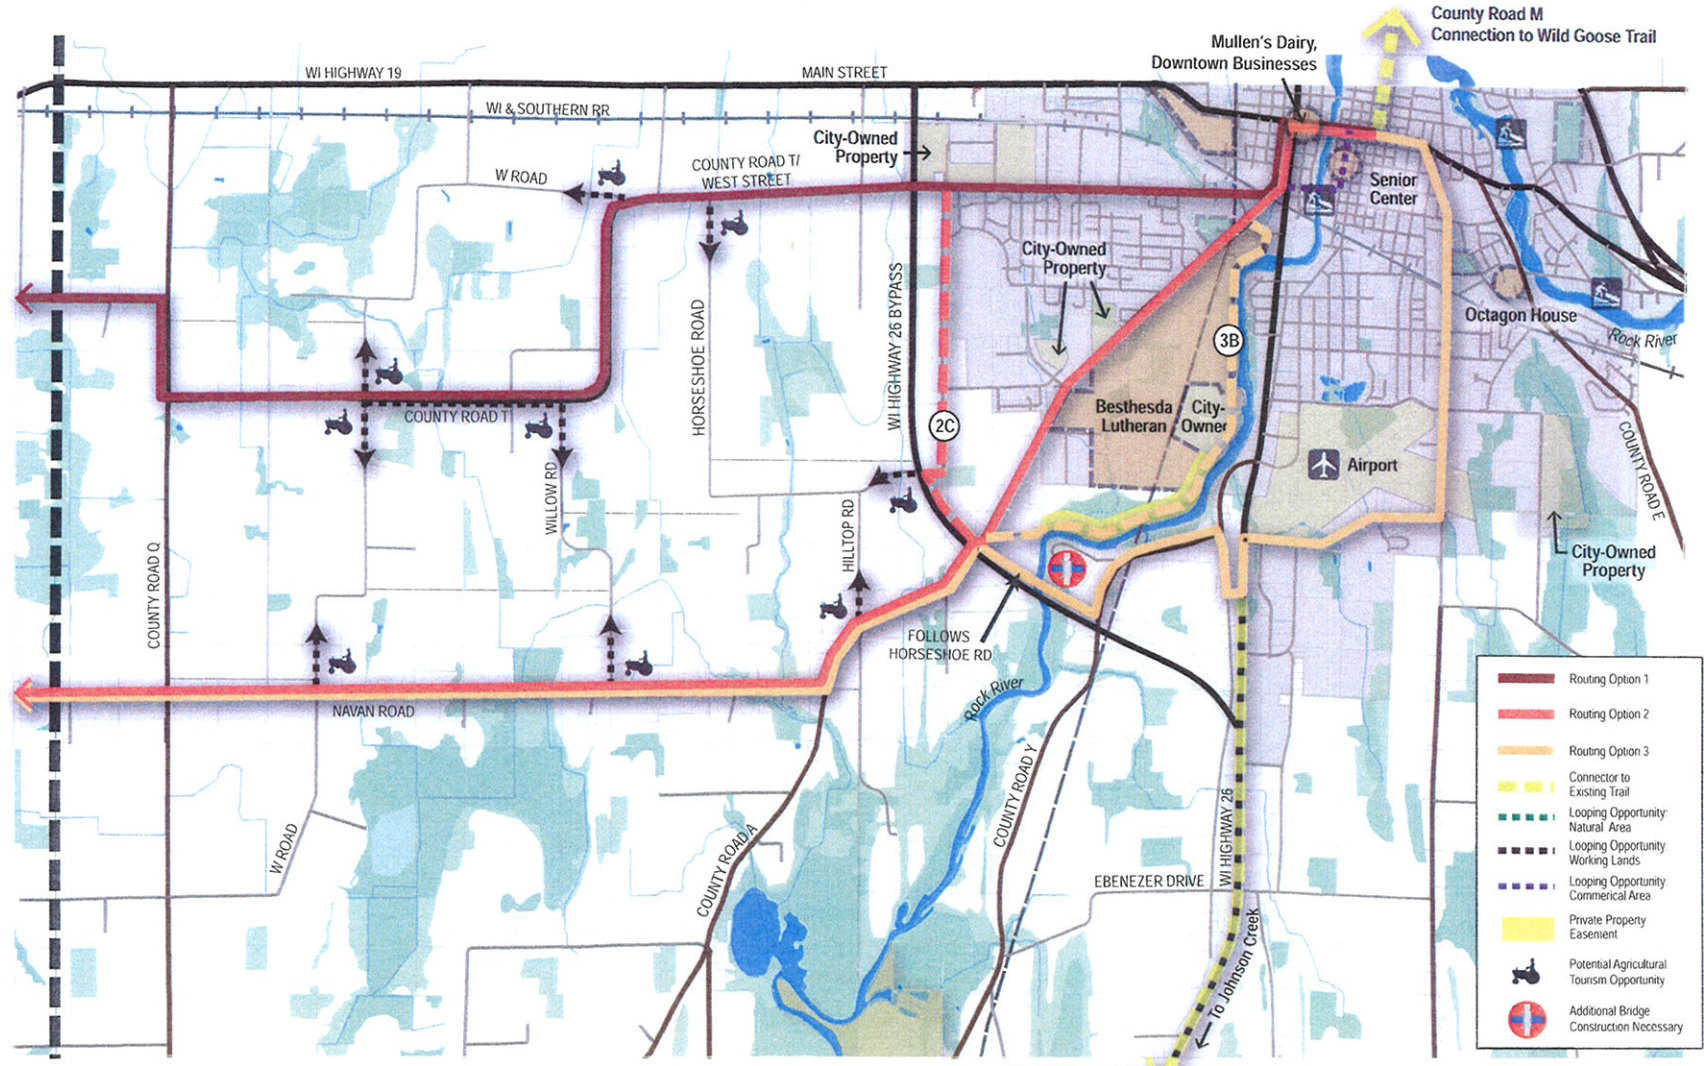 County Road M
Connection to Wild Goose Trail
Mullen's Dairy,
Downtown Businesses
WI HIGHWAY 19
MAIN STREET
WI & SOUTHERN RR
City-Owned
Property
COUNTY ROAD T/
WEST STREET
W ROAD
Senior
Center
City-Owned
Property
WI HIGHWAY 26 BYPASS
HORSESHOE ROAD
Octagon House
Rock River
3B
COUNTY ROAD T
2C
Besthesda
Lutheran
City-
Owned
Airport
COUNTY ROAD E
WILLOW RD
HILLTOP RD
COUNTY ROAD Q
City-Owned
Property
FOLLOWS
HORSESHOE RD
Rock River
NAVAN ROAD
COUNTY ROAD Y
WI HIGHWAY 26
W ROAD
COUNTY ROAD A
EBENEZER DRIVE
To Johnson Creek
Routing Option 1
Routing Option 2
Routing Option 3
Connector to
Existing Trail
Looping Opportunity:
Natural Area
Looping Opportunity:
Working Lands
Looping Opportunity:
Commerical Area
Private Property
Easement
Potential Agricultural
Tourism Opportunity
Additional Bridge
Construction Necessary